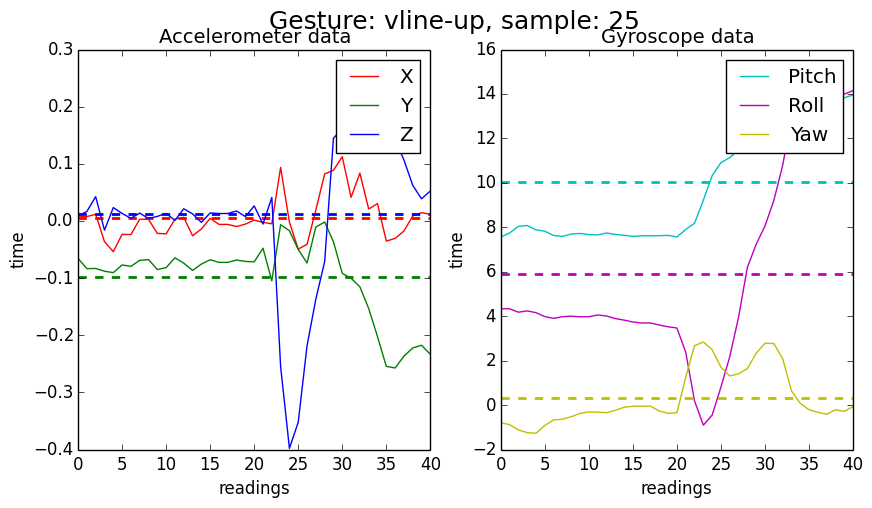 Gesture: vline-up, sample: 25
Accelerometer data
0.3
0.2
0.1
0.0
−0.1
−0.2
−0.3
−0.4
time
0 5 10 15 20 25 30 35 40
readings
X
Y
Z
Gyroscope data
16
14
12
10
8
6
4
2
0
−2
time
0 5 10 15 20 25 30 35 40
readings
Pitch
Roll
Yaw